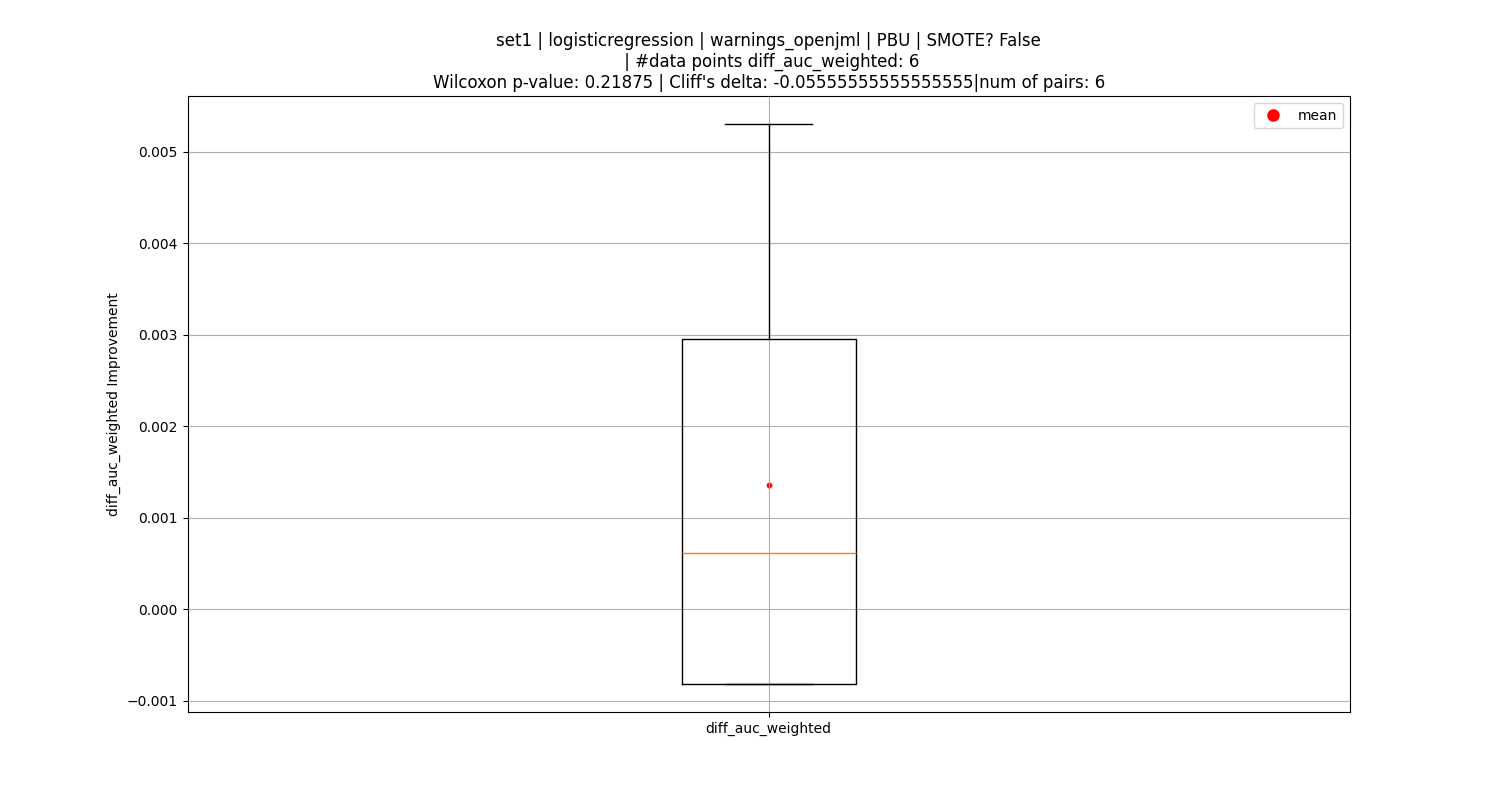 set1 | logisticregression | warnings_openjml | PBU | SMOTE? False
| #data points diff_auc_weighted: 6
Wilcoxon p-value: 0.21875 | Cliff's delta: -0.05555555555555555|num of pairs: 6
mean
0.005
0.004
0.003
0.002
0.001
0.000
−0.001
diff_auc_weighted Improvement
diff_auc_weighted